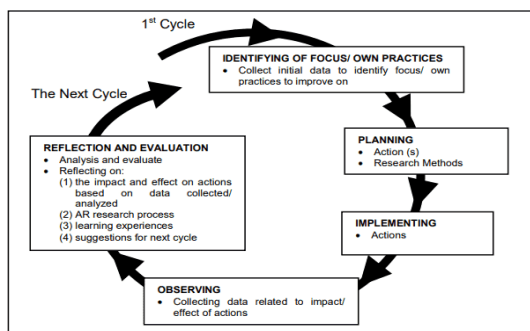 1st Cycle
IDENTIFYING OF FOCUS/ OWN PRACTICES
• Collect initial data to identify focus/ own
practices to improve on
The Next Cycle
PLANNING
• Action (s)
• Research Methods
REFLECTION AND EVALUATION
• Analysis and evaluate
• Reflecting on:
(1) the impact and effect on actions
based on data collected/
analyzed
(2) AR research process
(3) learning experiences
(4) suggestions for next cycle
IMPLEMENTING
• Actions
OBSERVING
• Collecting data related to impact/
effect of actions